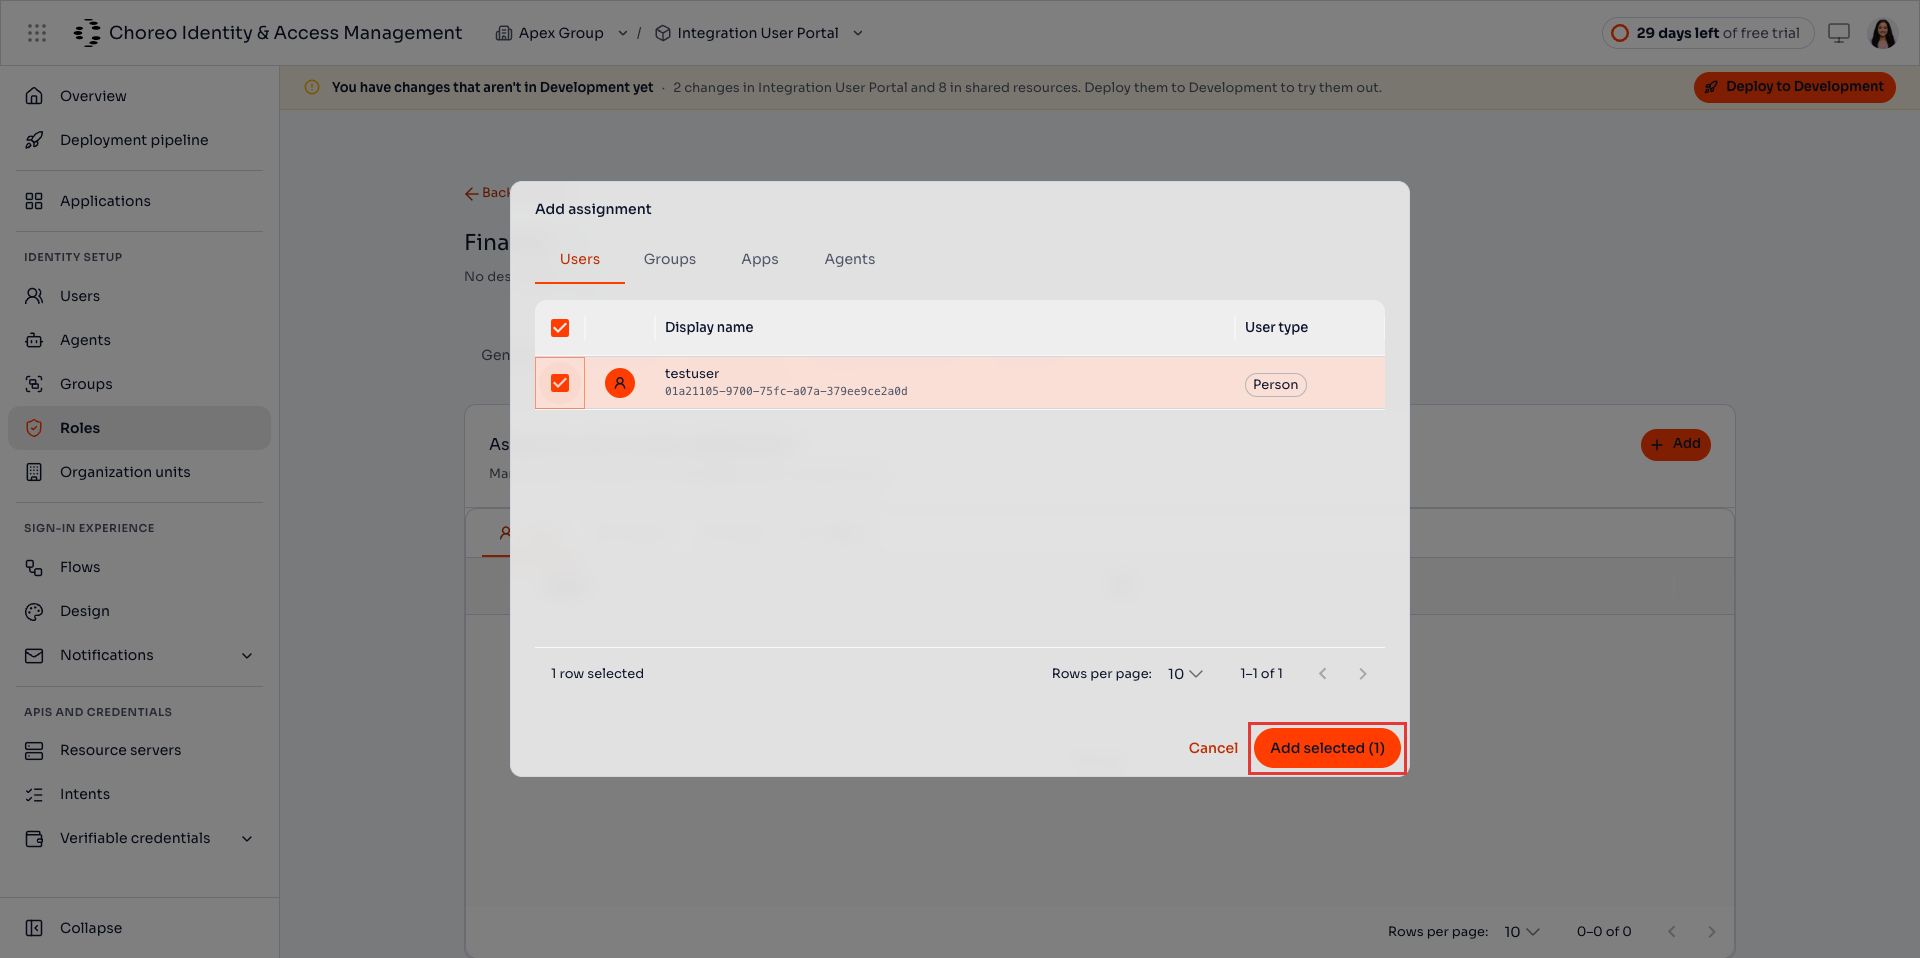 Choreo Identity & Access Management
Apex Group
/
Integration User Portal
29 days left of free trial
You have changes that aren't in Development yet · 2 changes in Integration User Portal and 8 in shared resources. Deploy them to Development to try them out.
Deploy to Development
Overview
Deployment pipeline
Applications
IDENTITY SETUP
Users
Agents
Groups
Roles
Organization units
SIGN-IN EXPERIENCE
Flows
Design
Notifications
APIS AND CREDENTIALS
Resource servers
Intents
Verifiable credentials
Collapse
Add assignment
Users Groups Apps Agents
Display name User type
testuser
01a21105-9700-75fc-a07a-379ee9ce2a0d
Person
1 row selected
Rows per page: 10 1–1 of 1
Cancel
Add selected (1)
No
Add
Rows per page: 10 0–0 of 0